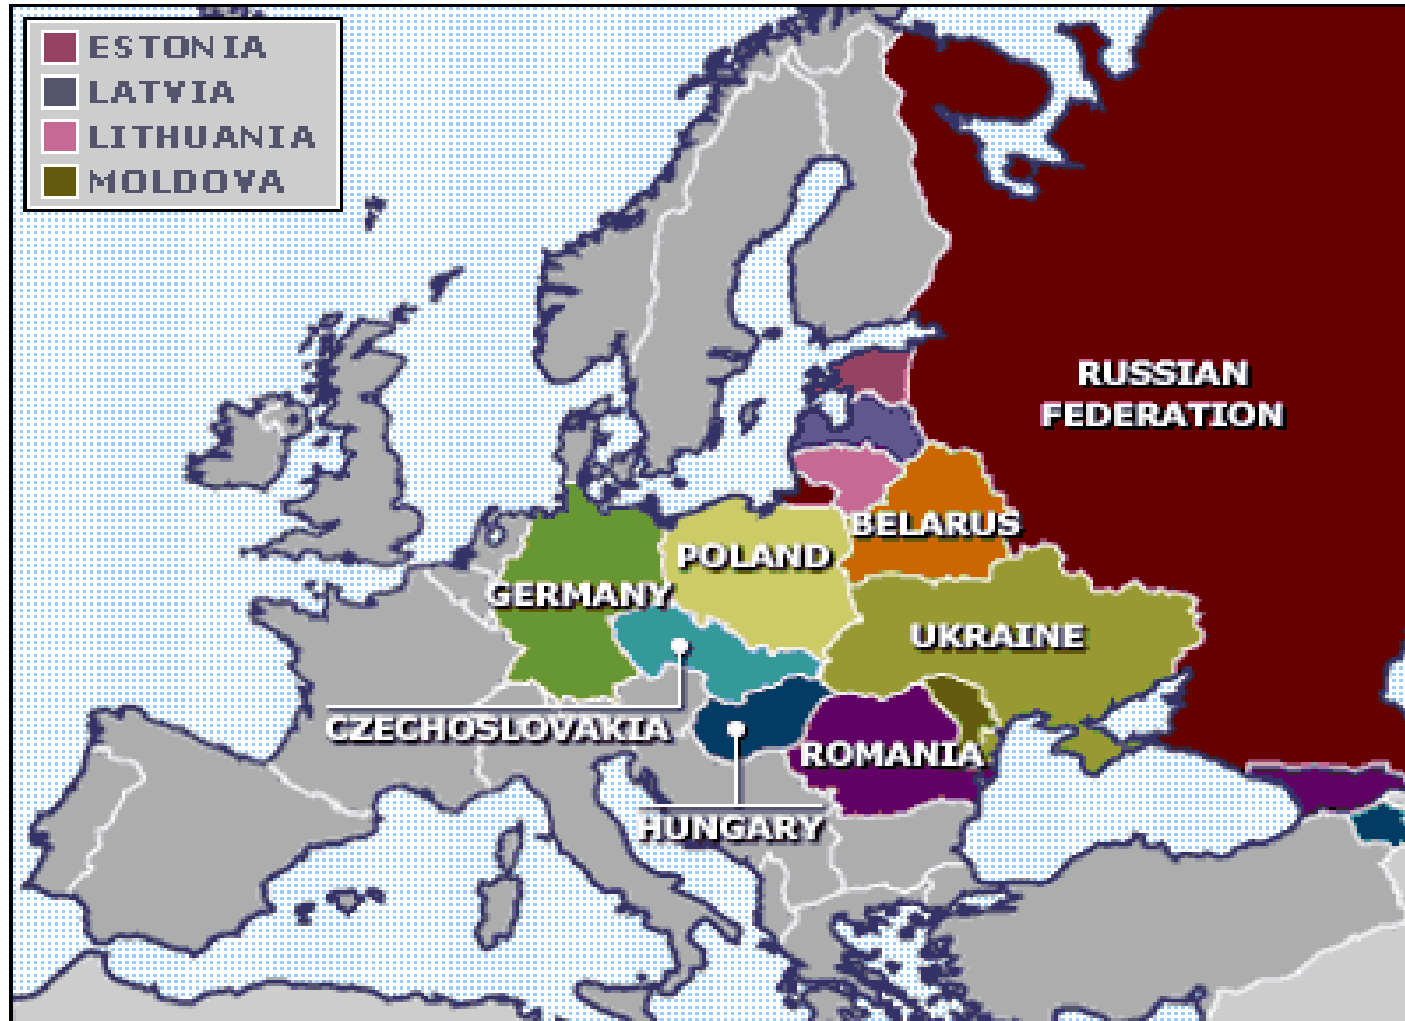 ESTONIA
LATVIA
LITHUANIA
MOLDOVA
RUSSIAN
FEDERATION
BELARUS
POLAND
GERMANY
UKRAINE
CZECHOSLOVAKIA
ROMANIA
HUNGARY